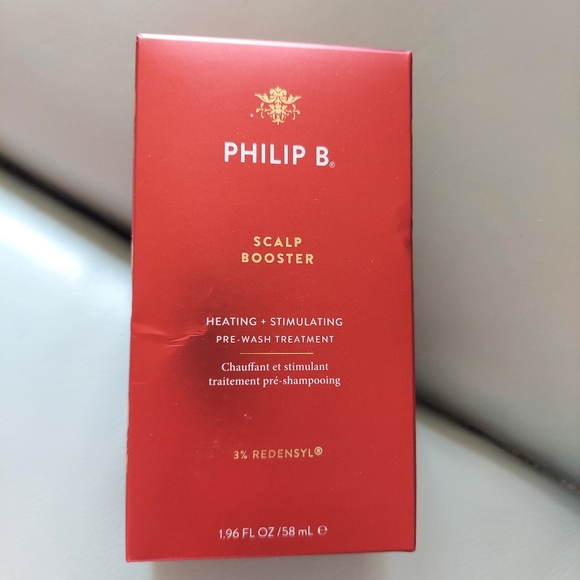 PHILIP B®
SCALP
BOOSTER
HEATING + STIMULATING
PRE-WASH TREATMENT
Chauffant et stimulant
traitement pré-shampooing
3% REDENSYL®
1.96 FL OZ /58 mL ℮